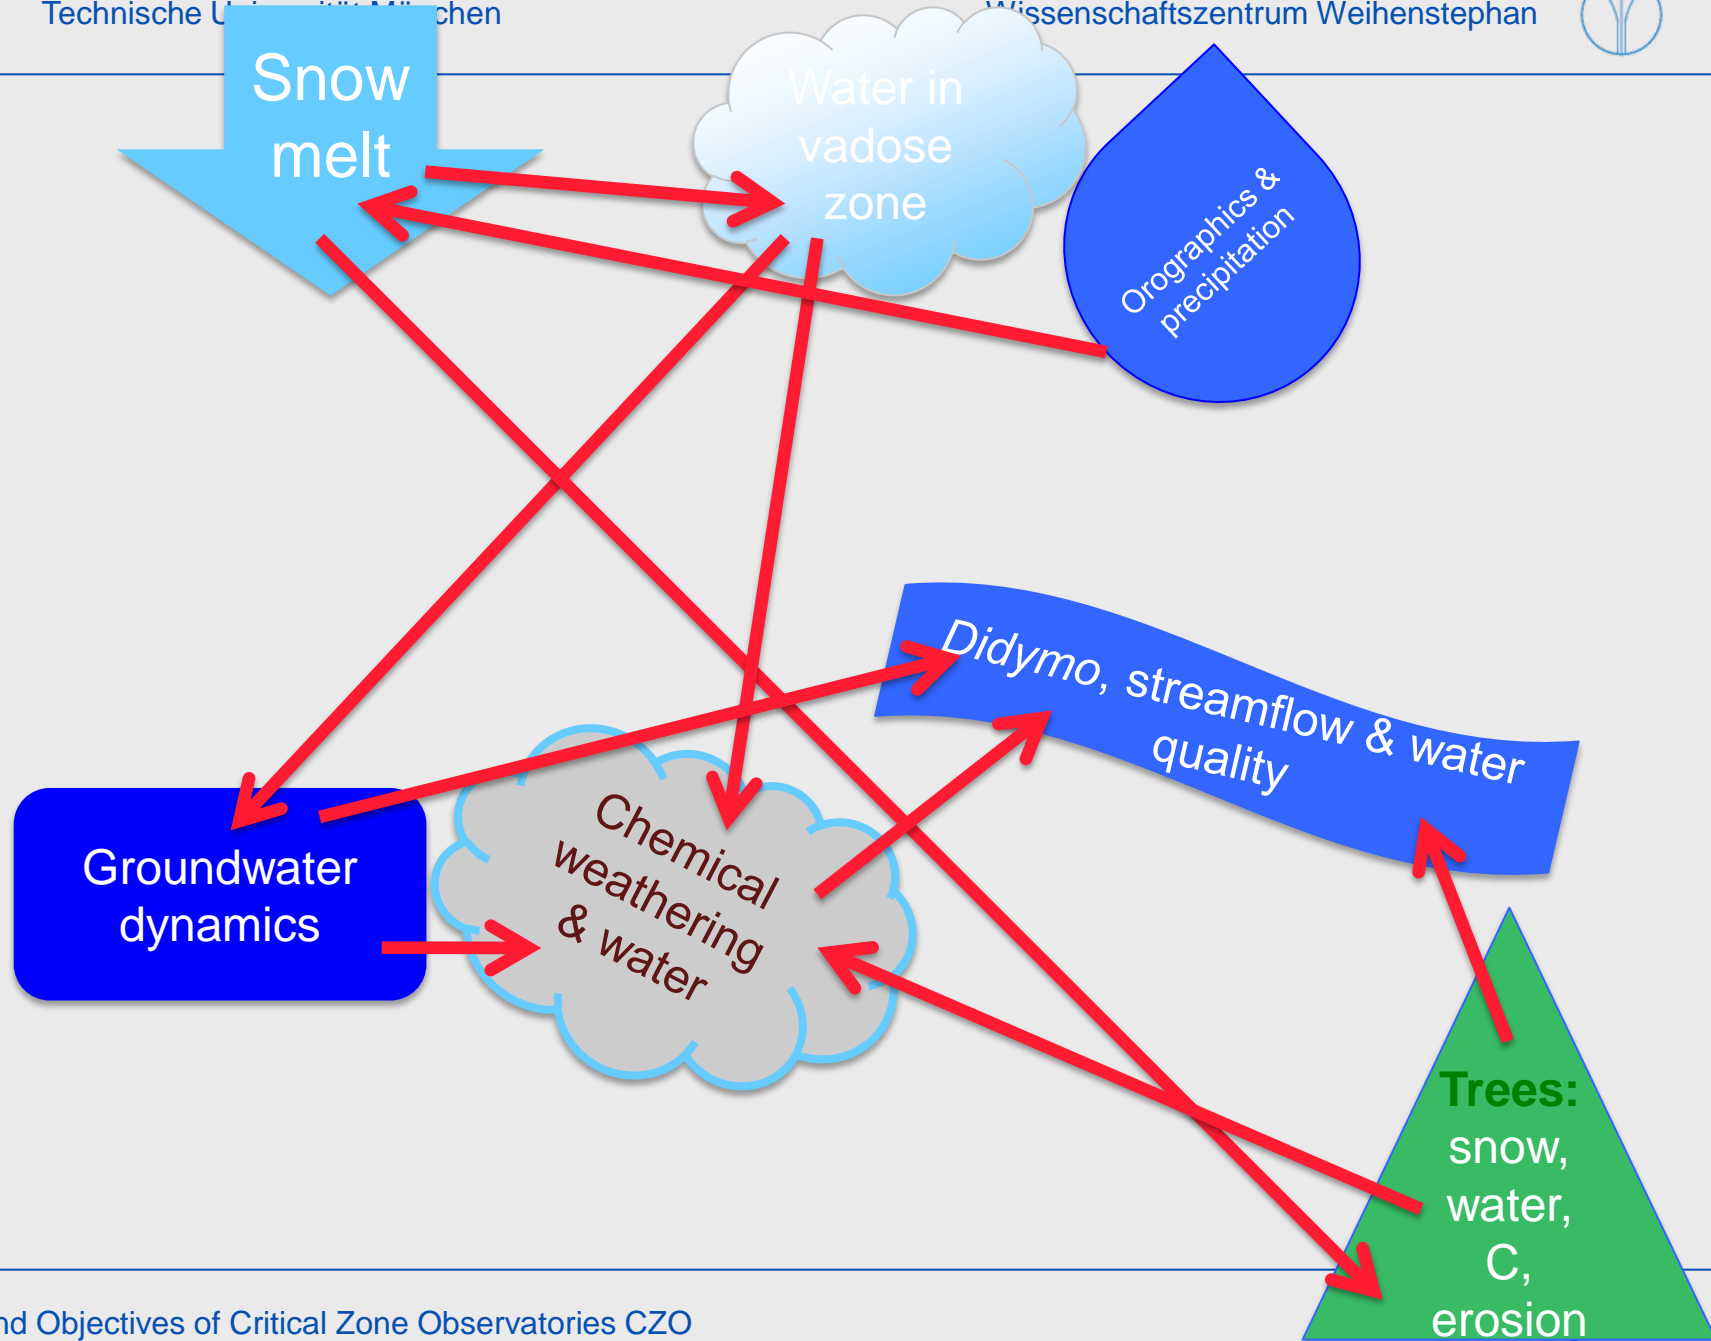 Technische
Wissenschaftszentrum Weihenstephan
Snow
melt
Water in
vadose
zone
Orographics &
precipitation
Didymo, streamflow & water
quality
Groundwater
dynamics
Chemical
weathering
& water
Trees:
snow,
water,
C,
erosion
Objectives of Critical Zone Observatories CZO